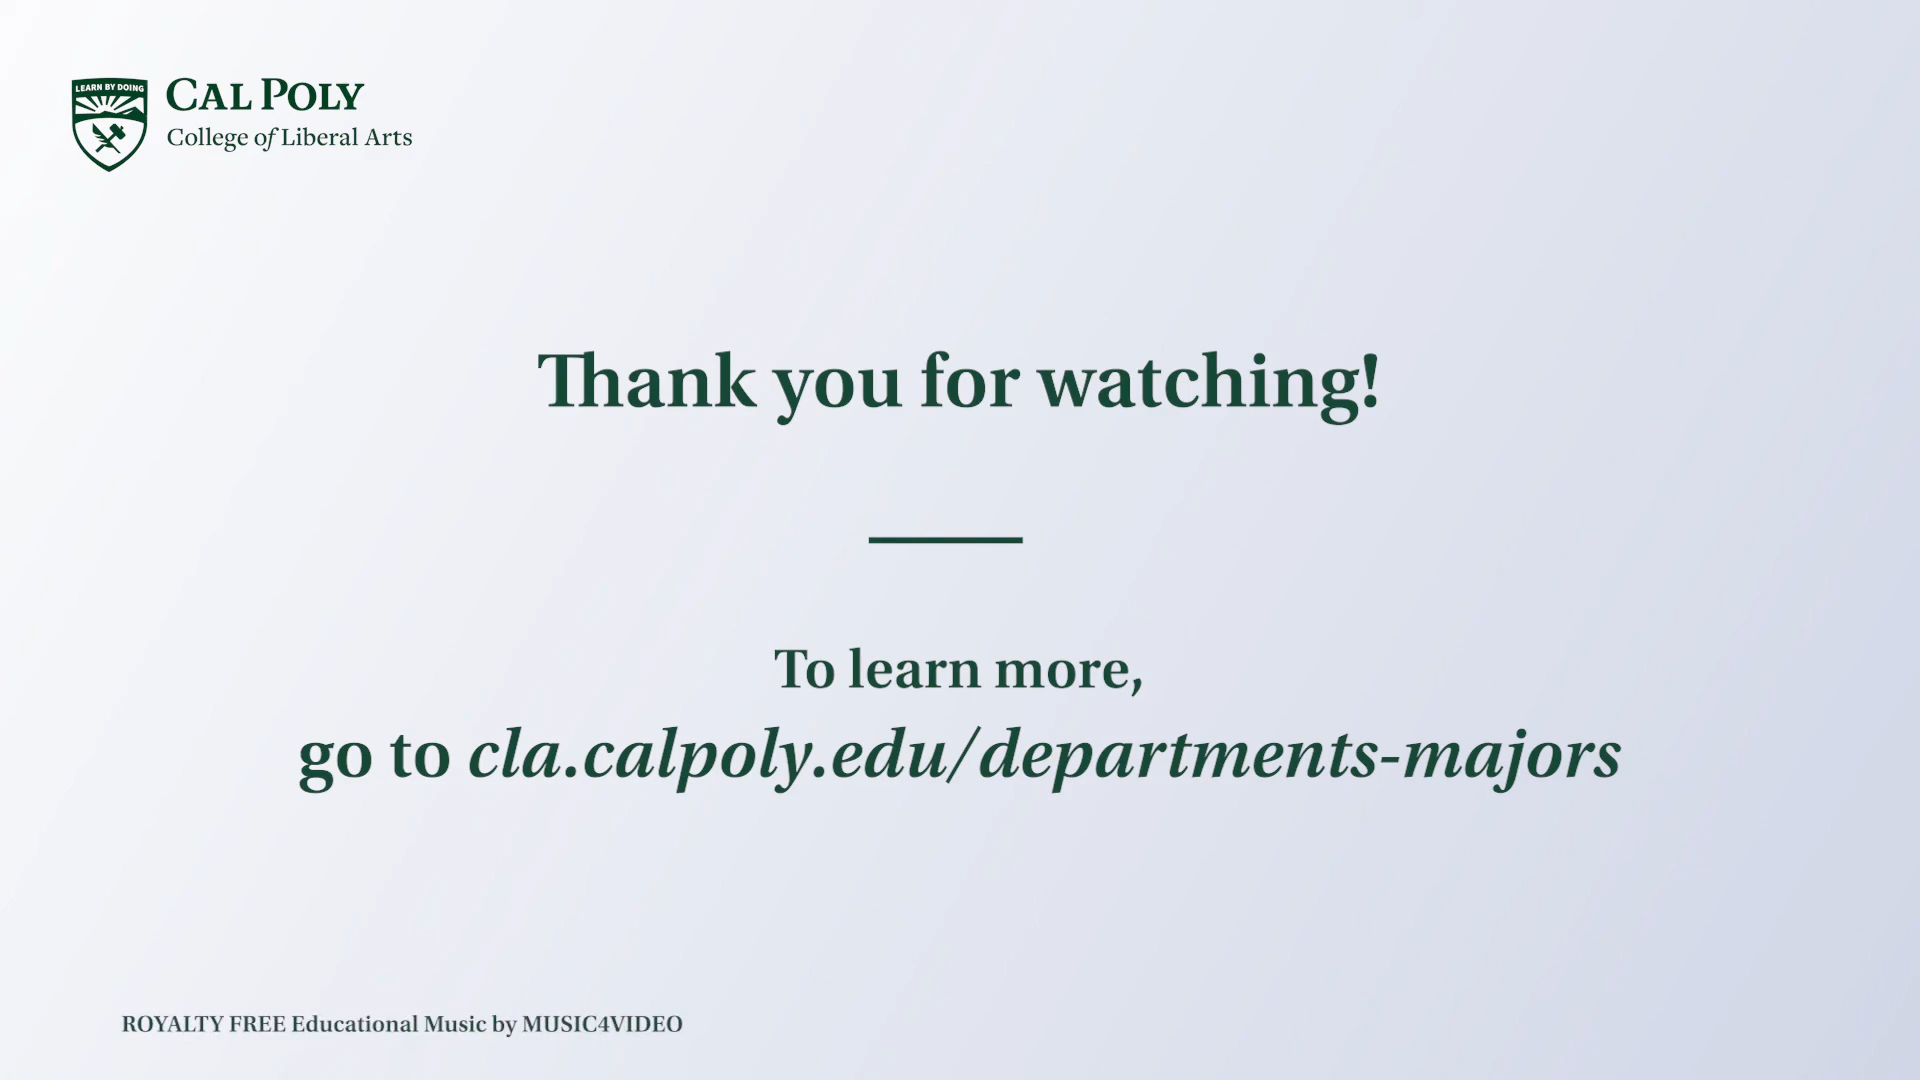 LEARN BY DOING
CAL POLY
College of Liberal Arts
Thank you for watching!
To learn more,
go to cla.calpoly.edu/departments-majors
ROYALTY FREE Educational Music by MUSIC4VIDEO